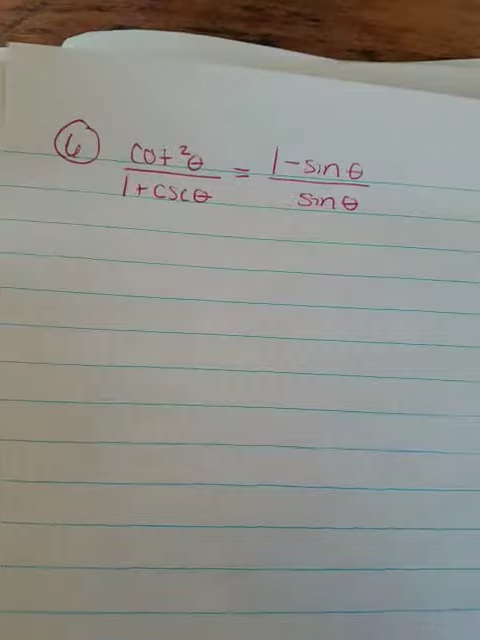 6 cot²θ / 1+cscθ = 1-sinθ / sinθ